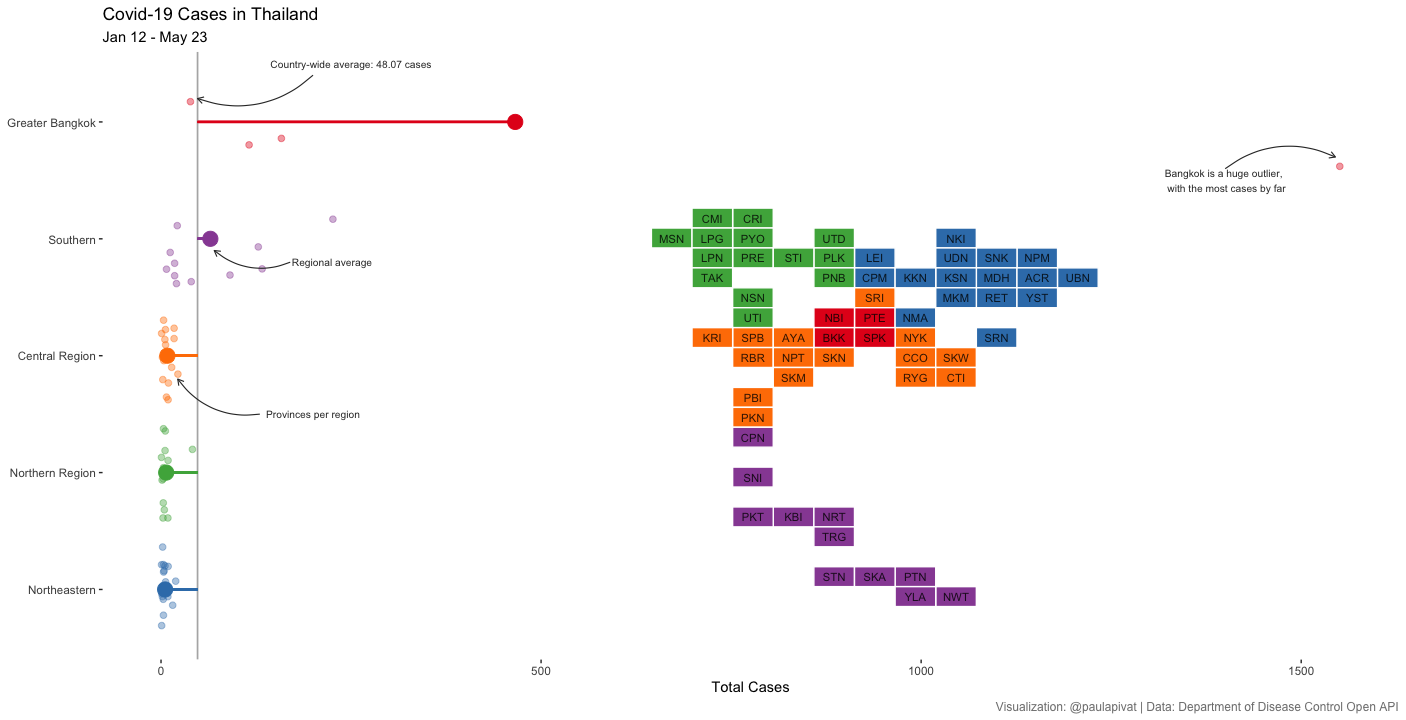 Covid-19 Cases in Thailand
Jan 12 - May 23
Country-wide average: 48.07 cases
Greater Bangkok
Bangkok is a huge outlier,
with the most cases by far
CMI CRI
Southern
MSN LPG PYO UTD NKI
Regional average
LPN PRE STI PLK LEI UDN SNK NPM
TAK PNB CPM KKN KSN MDH ACR UBN
NSN SRI MKM RET YST
UTI NBI PTE NMA
KRI SPB AYA BKK SPK NYK SRN
Central Region
RBR NPT SKN CCO SKW
SKM RYG CTI
PBI
Provinces per region
PKN
CPN
Northern Region
SNI
PKT KBI NRT
TRG
STN SKA PTN
Northeastern
YLA NWT
0 500 1000 1500
Total Cases
Visualization: @paulapivat | Data: Department of Disease Control Open API